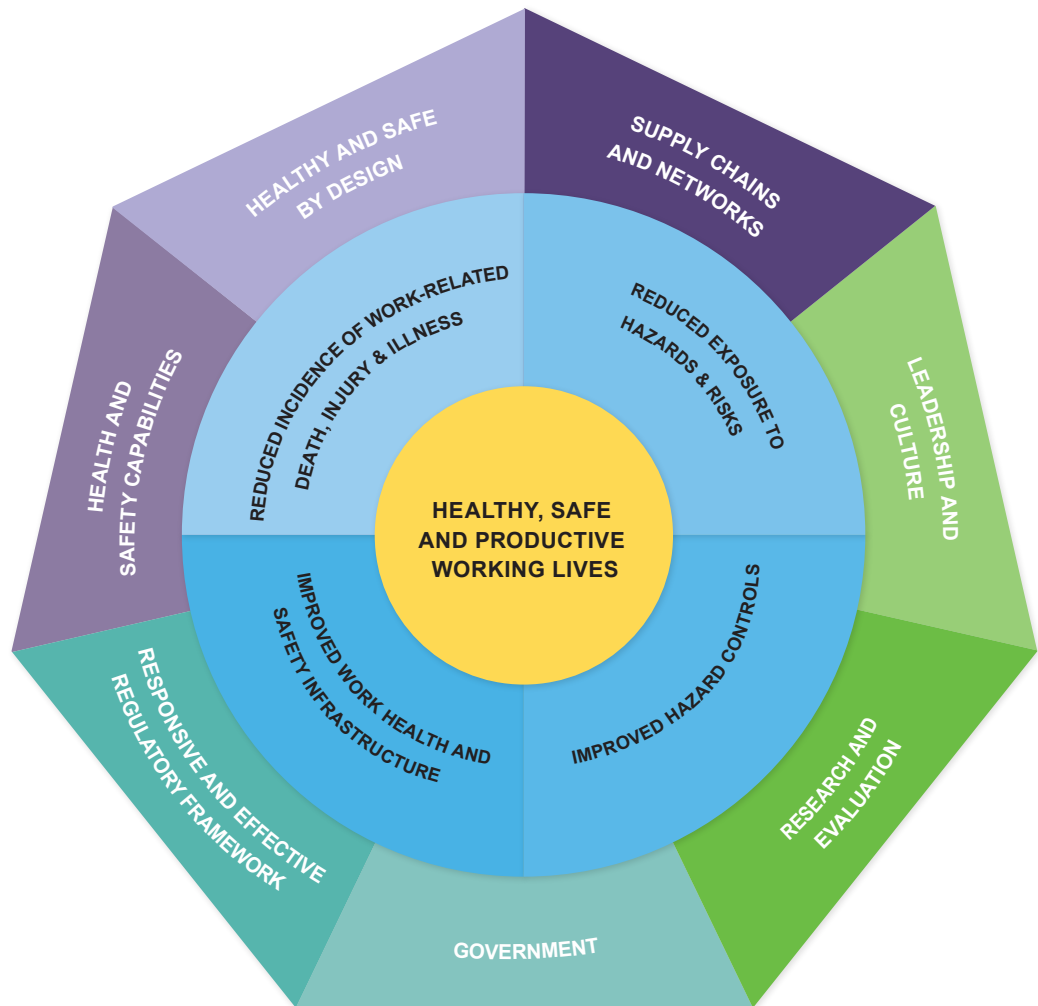 HEALTHY AND SAFE
BY DESIGN
SUPPLY CHAINS
AND NETWORKS
LEADERSHIP AND
CULTURE
RESEARCH AND
EVALUATION
GOVERNMENT
RESPONSIVE AND EFFECTIVE
REGULATORY FRAMEWORK
HEALTH AND
SAFETY CAPABILITIES
REDUCED INCIDENCE OF WORK-RELATED
DEATH, INJURY & ILLNESS
REDUCED EXPOSURE TO
HAZARDS & RISKS
IMPROVED HAZARD CONTROLS
IMPROVED WORK HEALTH AND
SAFETY INFRASTRUCTURE
HEALTHY, SAFE
AND PRODUCTIVE
WORKING LIVES